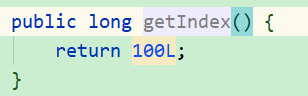 public long getIndex() {
    return 100L;
}